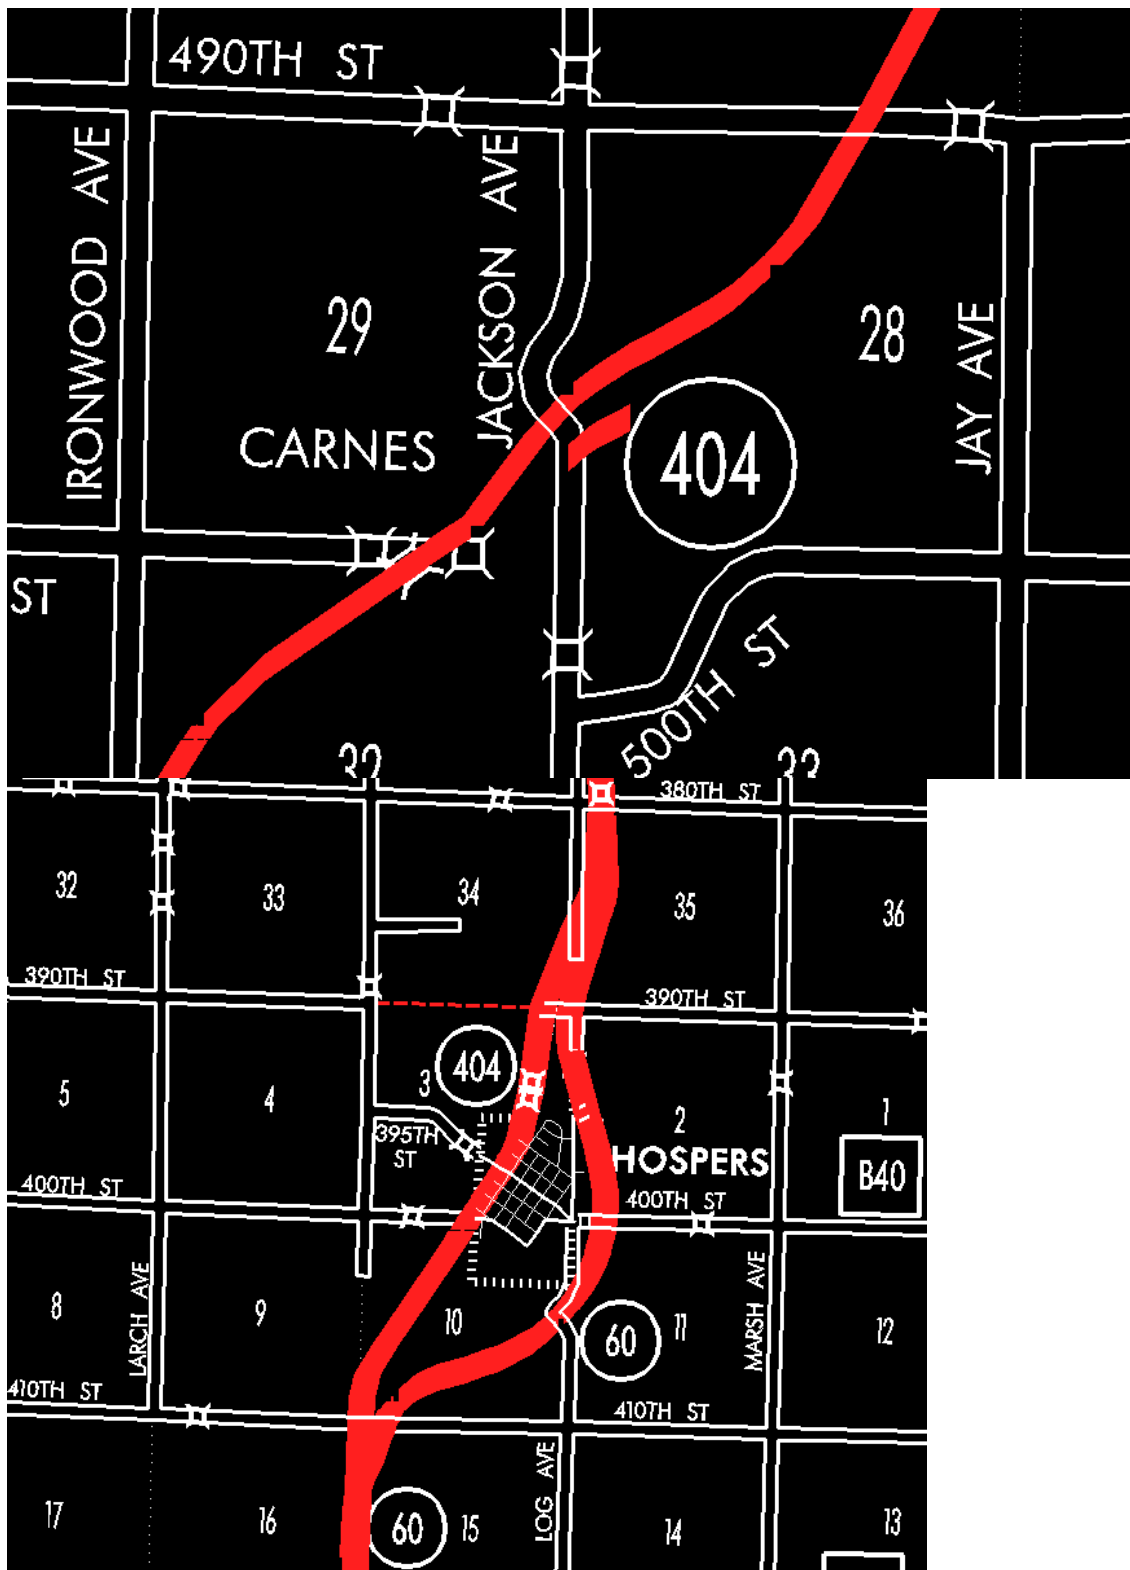 490TH ST
IRONWOOD AVE
JACKSON AVE
29
28
JAY AVE
CARNES
404
ST
500TH ST
380TH ST
32
33
34
35
36
390TH ST
390TH ST
404
5
4
3
2
1
395TH
ST
HOSPERS
B40
400TH ST
400TH ST
LARCH AVE
MARSH AVE
8
9
10
60
11
12
410TH ST
410TH ST
LOG AVE
17
16
60
15
14
13